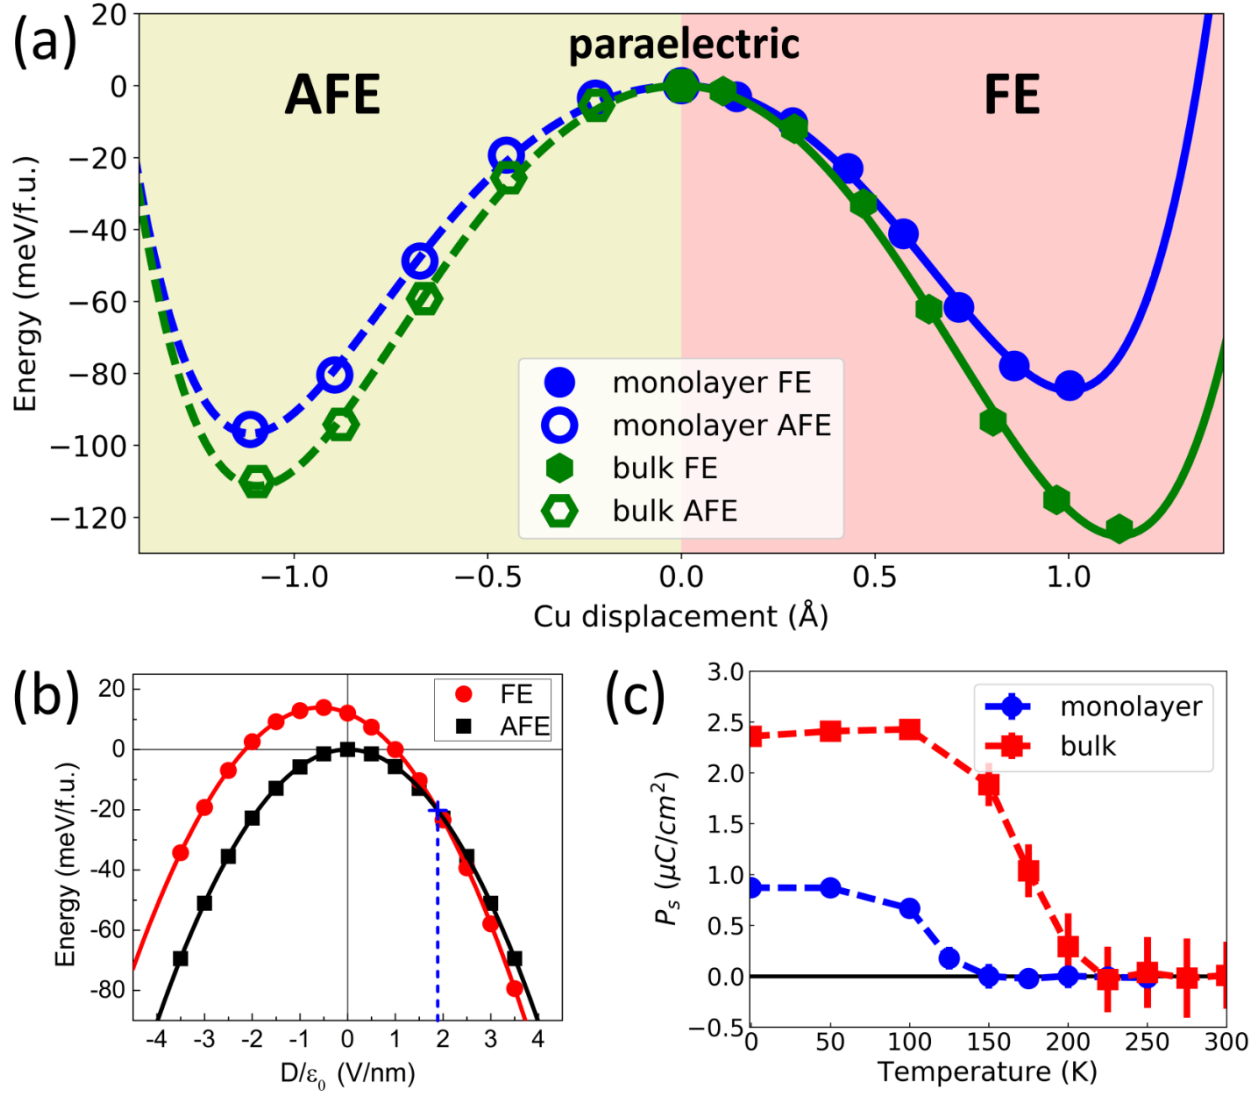 (a)
20
0
−20
−40
−60
−80
−100
−120
Energy (meV/f.u.)
AFE
paraelectric
FE
monolayer FE
monolayer AFE
bulk FE
bulk AFE
−1.0 −0.5 0.0 0.5 1.0
Cu displacement (Å)
(b)
20
0
-20
-40
-60
-80
Energy (meV/f.u.)
FE
AFE
-4 -3 -2 -1 0 1 2 3 4
D/ε₀ (V/nm)
(c)
3.0
2.5
2.0
1.5
1.0
0.5
0.0
−0.5
Pₛ (μC/cm²)
monolayer
bulk
0 50 100 150 200 250 300
Temperature (K)